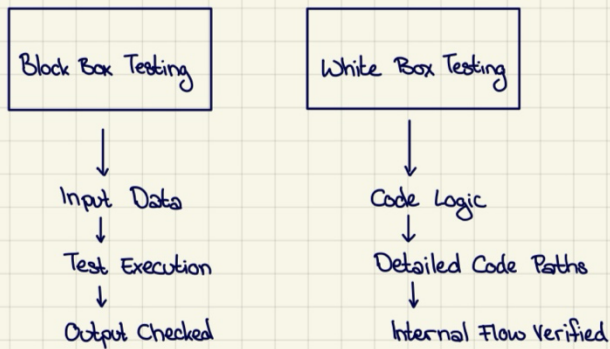 Block Box Testing
White Box Testing
Input Data
Code Logic
Test Execution
Detailed Code Paths
Output Checked
Internal Flow Verified